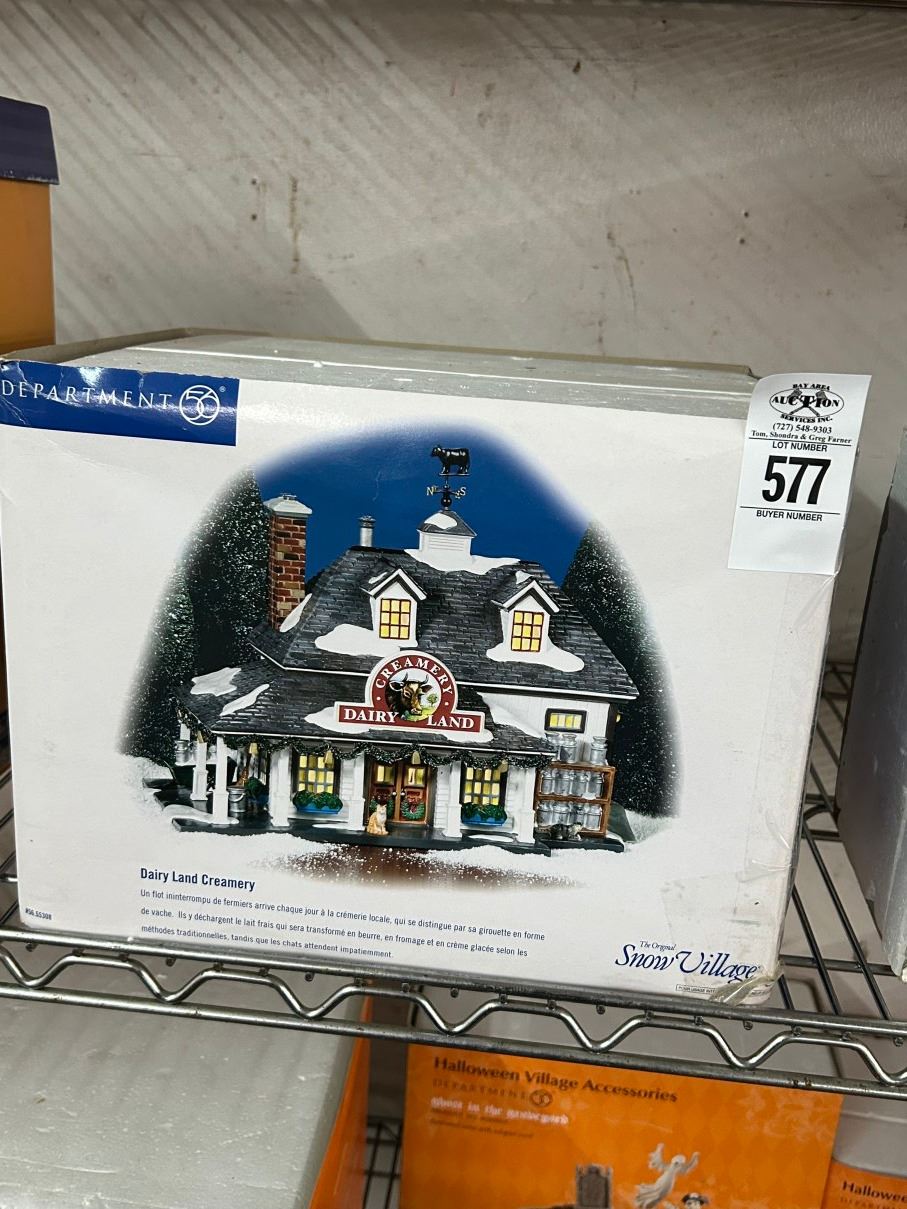 DEPARTMENT 56®
BAY AREA
AUCTION
SERVICES INC.
(727) 548-9303
Tom, Shondra & Greg Farner
LOT NUMBER
577
BUYER NUMBER
N S
CREAMERY
DAIRY LAND
Dairy Land Creamery
Un flot ininterrompu de fermiers arrive chaque jour à la crémerie locale, qui se distingue par sa girouette en forme
de vache. Ils y déchargent le lait frais qui sera transformé en beurre, en fromage et en crème glacée selon les
méthodes traditionnelles, tandis que les chats attendent impatiemment.
#56.55308
The Original
Snow Village
Halloween Village Accessories
DEPARTMENT 56
Hallowee